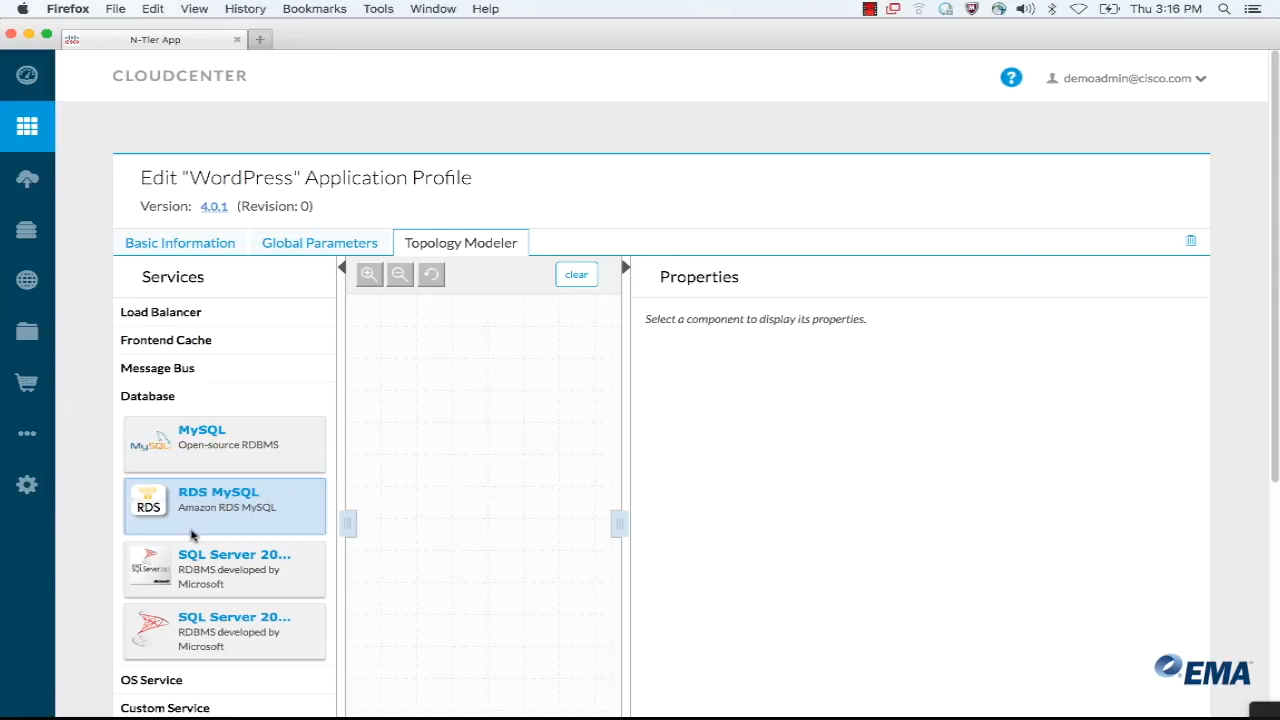 Firefox File Edit View History Bookmarks Tools Window Help Thu 3:16 PM
CISCO N-Tier App
CLOUDCENTER
? demoadmin@cisco.com
Edit "WordPress" Application Profile
Version: 4.0.1 (Revision: 0)
Basic Information Global Parameters Topology Modeler
Services clear Properties
Load Balancer
Select a component to display its properties.
Frontend Cache
Message Bus
Database
MySQL MySQL
Open-source RDBMS
RDS MySQL
RDS Amazon RDS MySQL
SQL Server 20...
RDBMS developed by
Microsoft
SQL Server 20...
RDBMS developed by
Microsoft
OS Service
Custom Service
EMA